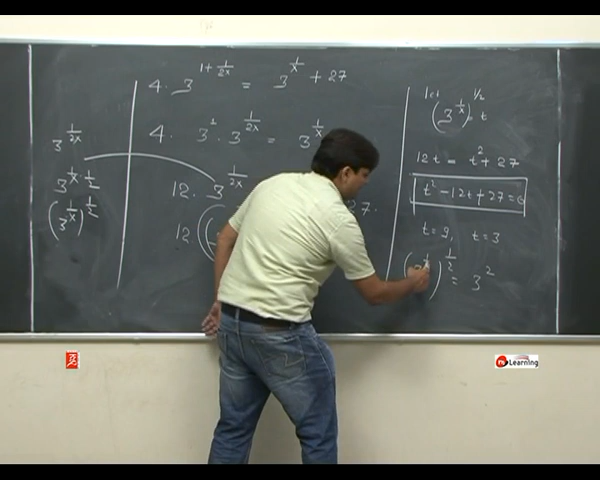 4. 3^(1 + 1/2x) = 3^(1/x) + 27
4. 3^1 . 3^(1/2x) = 3^(1/x)
12. 3^(1/2x)
27.
12 (
3^(1/2x)
3^(1/x . 1/2)
(3^(1/x))^(1/2)
let
(3^(1/x))^(1/2) = t
12t = t^2 + 27
t^2 - 12t + 27 = 0
t = 9, t = 3
)^(1/2) = 3^2
Learning